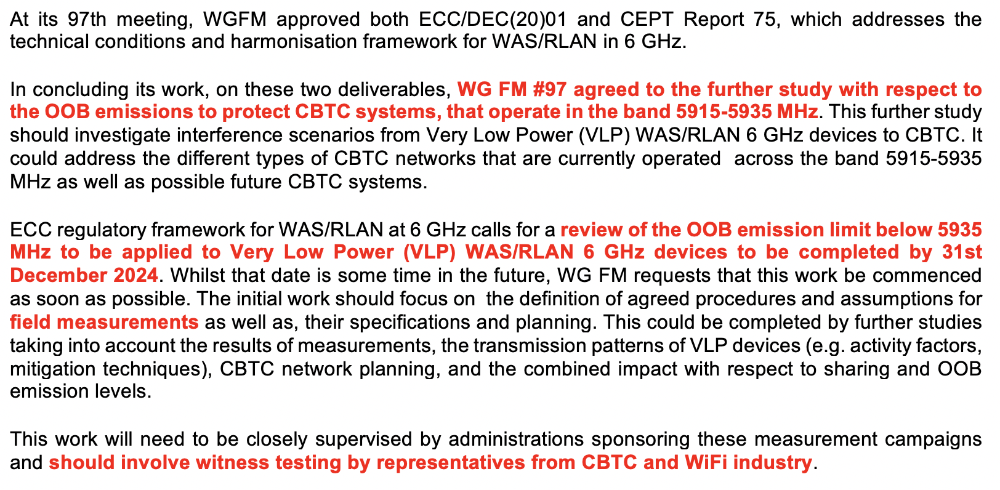 At its 97th meeting, WGFM approved both ECC/DEC(20)01 and CEPT Report 75, which addresses the
technical conditions and harmonisation framework for WAS/RLAN in 6 GHz.
In concluding its work, on these two deliverables, WG FM #97 agreed to the further study with respect to
the OOB emissions to protect CBTC systems, that operate in the band 5915-5935 MHz. This further study
should investigate interference scenarios from Very Low Power (VLP) WAS/RLAN 6 GHz devices to CBTC. It
could address the different types of CBTC networks that are currently operated  across the band 5915-5935
MHz as well as possible future CBTC systems.
ECC regulatory framework for WAS/RLAN at 6 GHz calls for a review of the OOB emission limit below 5935
MHz to be applied to Very Low Power (VLP) WAS/RLAN 6 GHz devices to be completed by 31st
December 2024. Whilst that date is some time in the future, WG FM requests that this work be commenced
as soon as possible. The initial work should focus on  the definition of agreed procedures and assumptions for
field measurements as well as, their specifications and planning. This could be completed by further studies
taking into account the results of measurements, the transmission patterns of VLP devices (e.g. activity factors,
mitigation techniques), CBTC network planning, and the combined impact with respect to sharing and OOB
emission levels.
This work will need to be closely supervised by administrations sponsoring these measurement campaigns
and should involve witness testing by representatives from CBTC and WiFi industry.